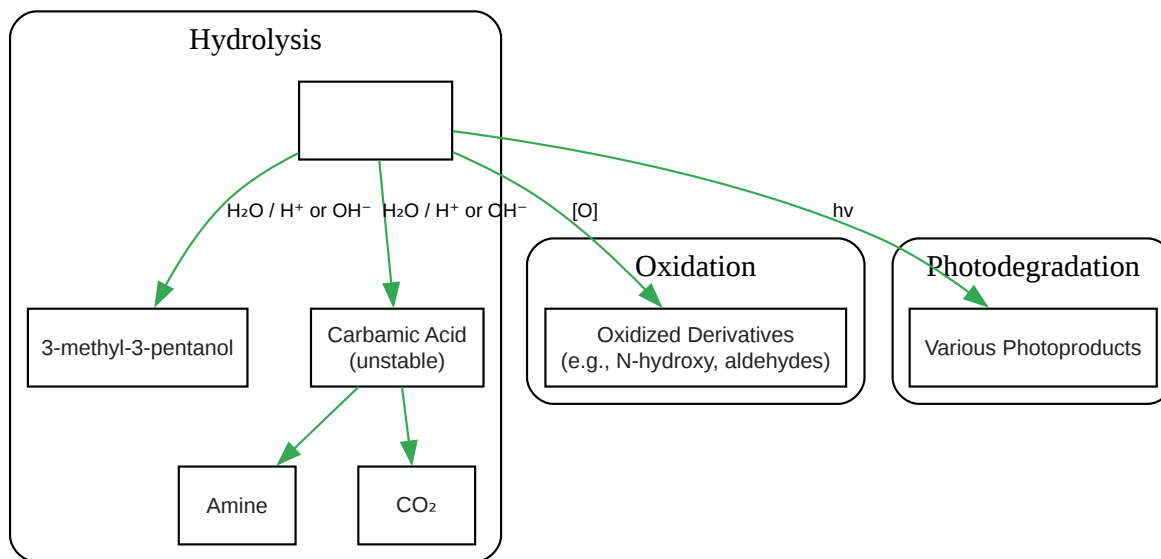 Hydrolysis
H₂O / H⁺ or OH⁻
H₂O / H⁺ or OH⁻
[O]
hv
Oxidation
Photodegradation
3-methyl-3-pentanol
Carbamic Acid
(unstable)
Oxidized Derivatives
(e.g., N-hydroxy, aldehydes)
Various Photoproducts
Amine
CO₂